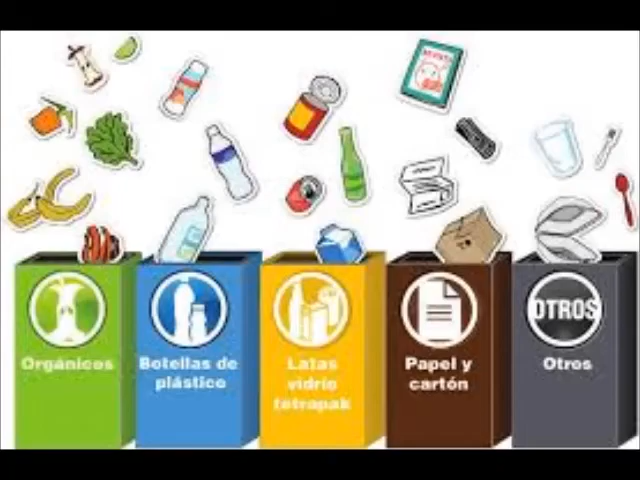 Orgánicos
Botellas de
plástico
Latas
vidrio
tetrapak
Papel y
cartón
OTROS
Otros